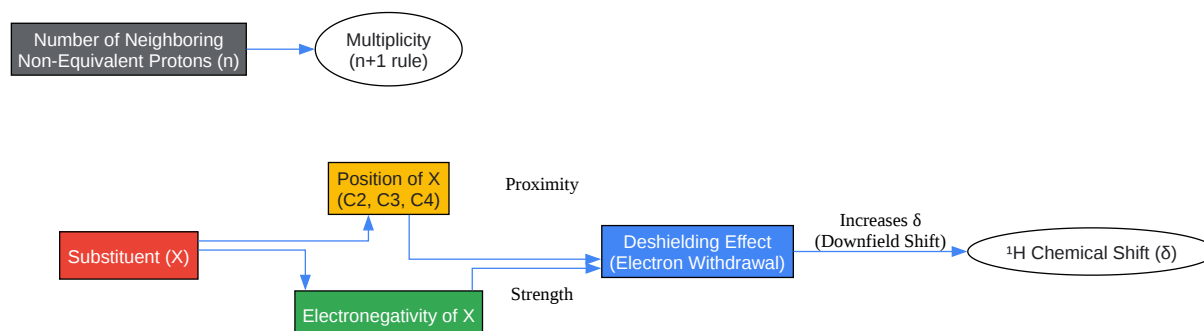 Number of Neighboring
Non-Equivalent Protons (n)
Multiplicity
(n+1 rule)
Position of X
(C2, C3, C4)
Proximity
Substituent (X)
Increases δ
(Downfield Shift)
Deshielding Effect
(Electron Withdrawal)
¹H Chemical Shift (δ)
Strength
Electronegativity of X